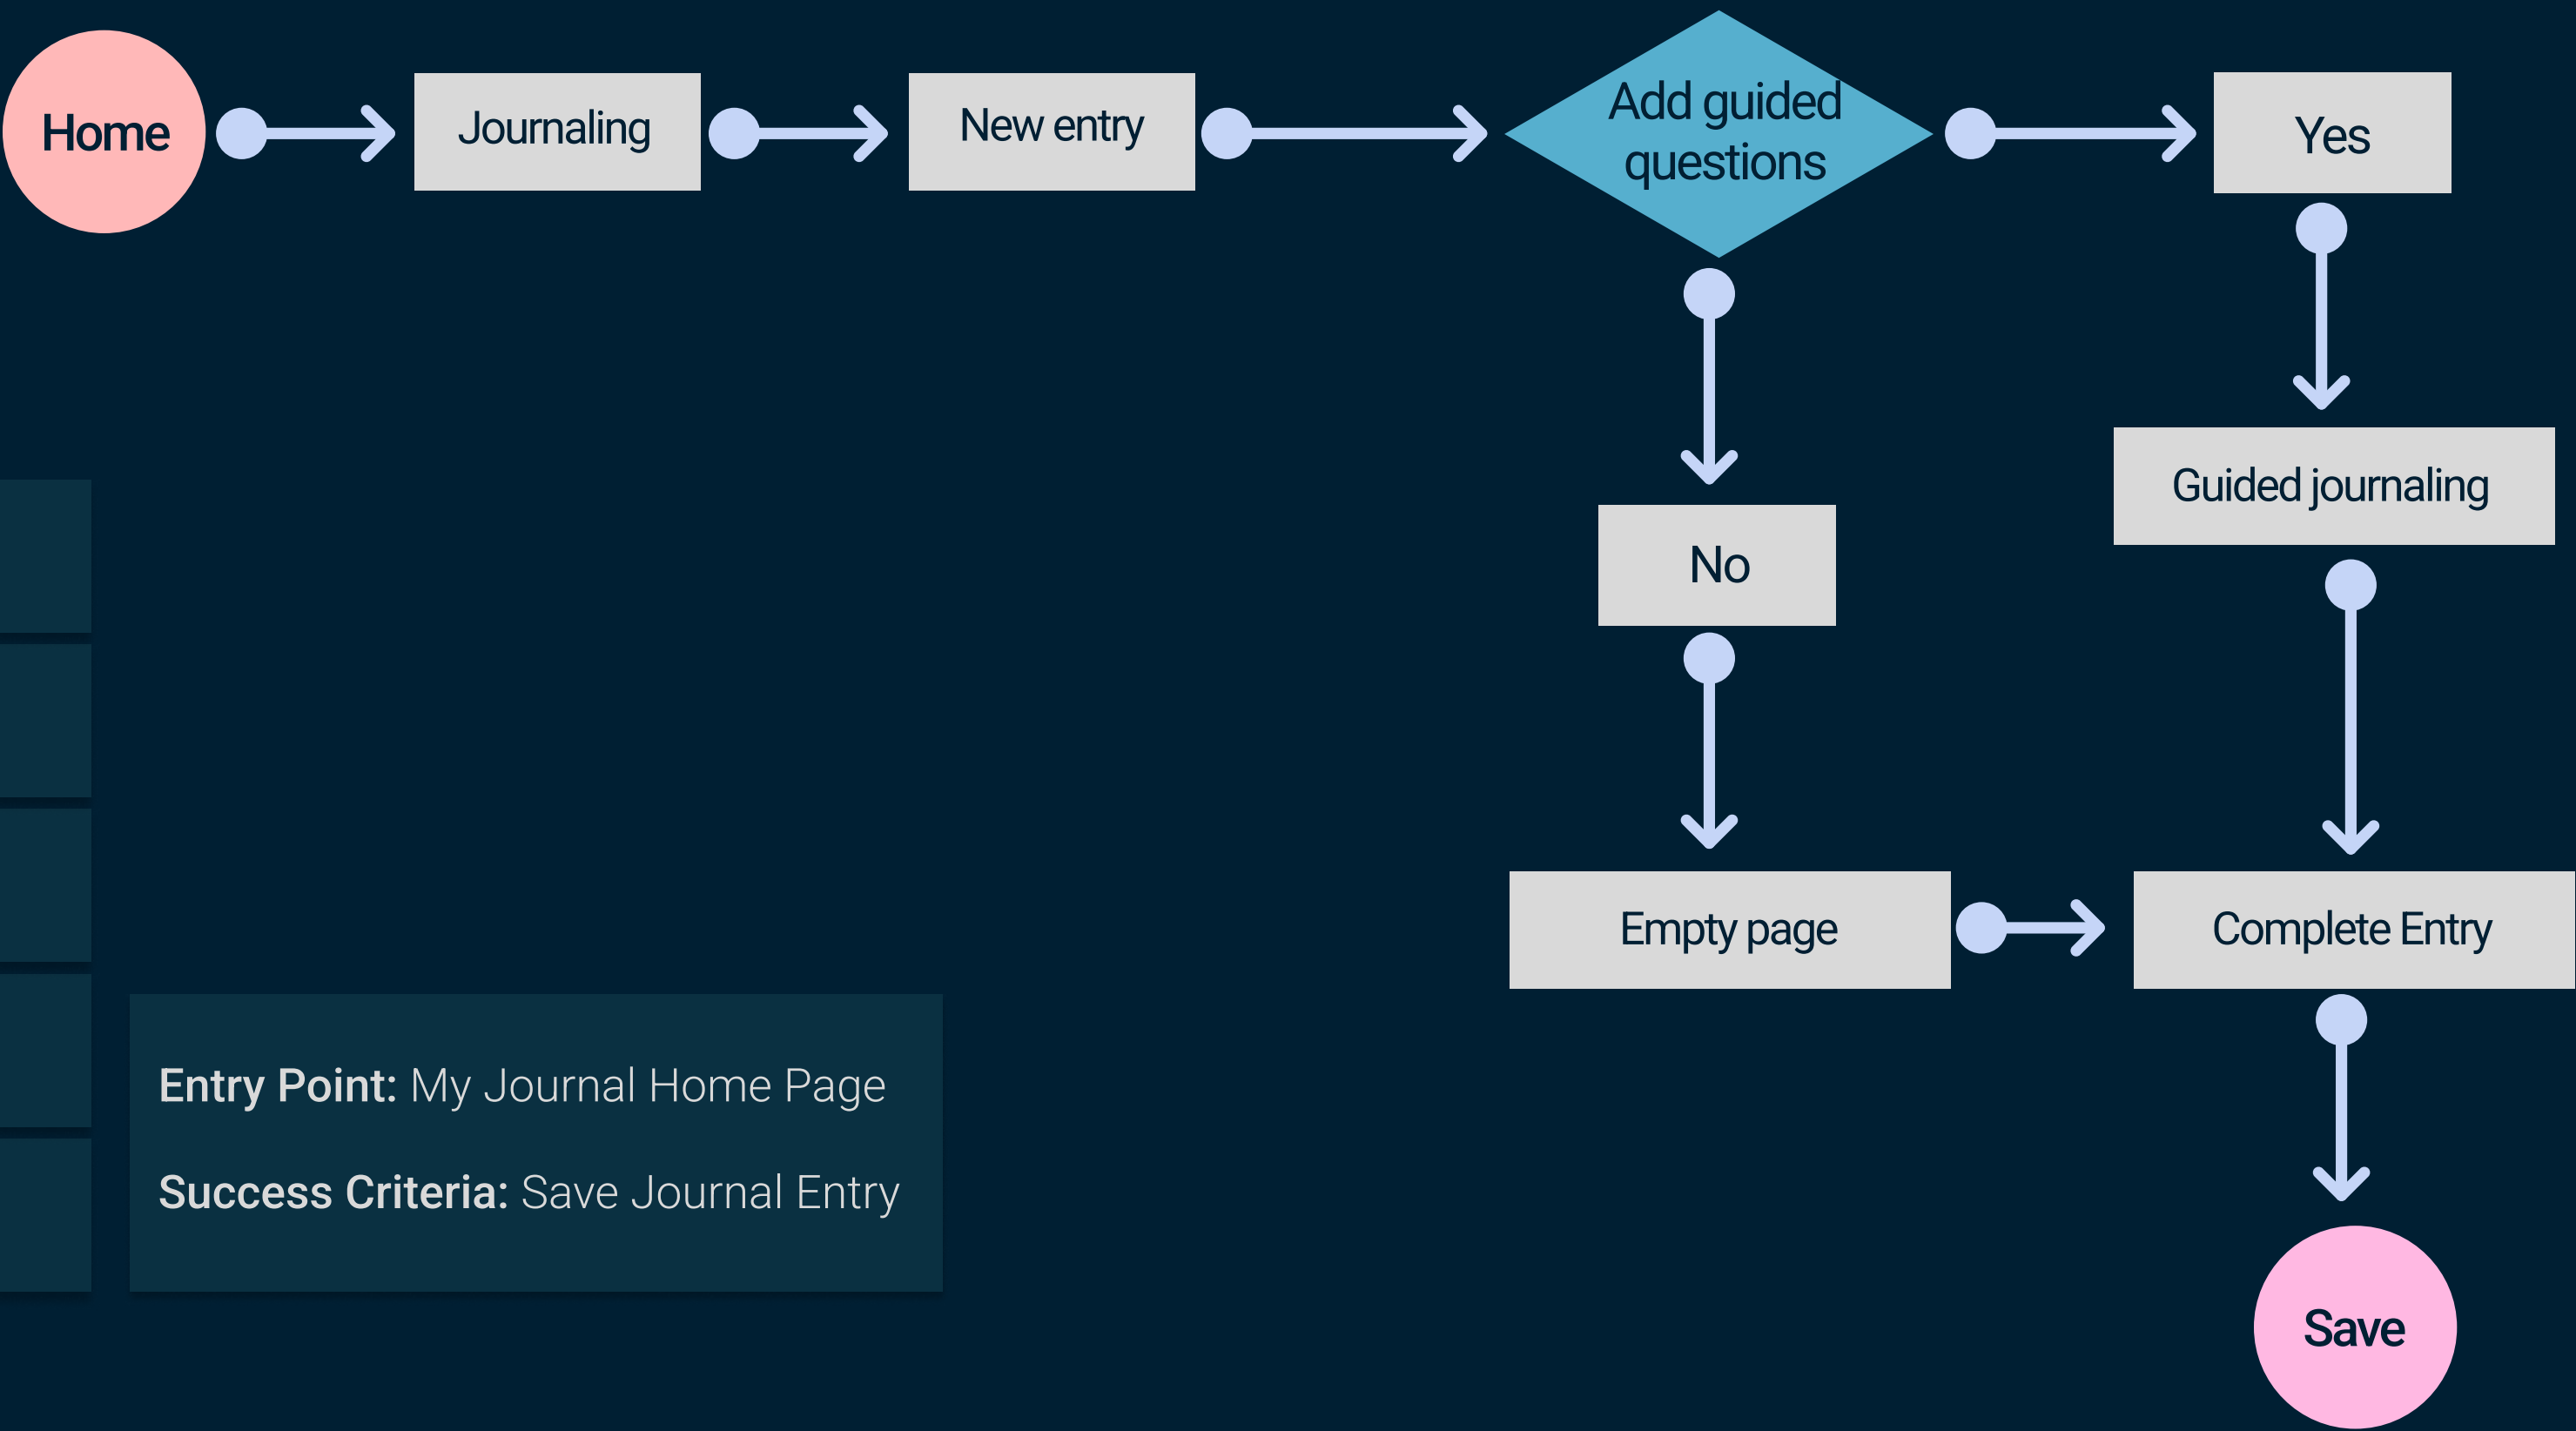 Home
Journaling
New entry
Add guided
questions
Yes
Guided journaling
No
Empty page
Complete Entry
Entry Point: My Journal Home Page
Success Criteria: Save Journal Entry
Save